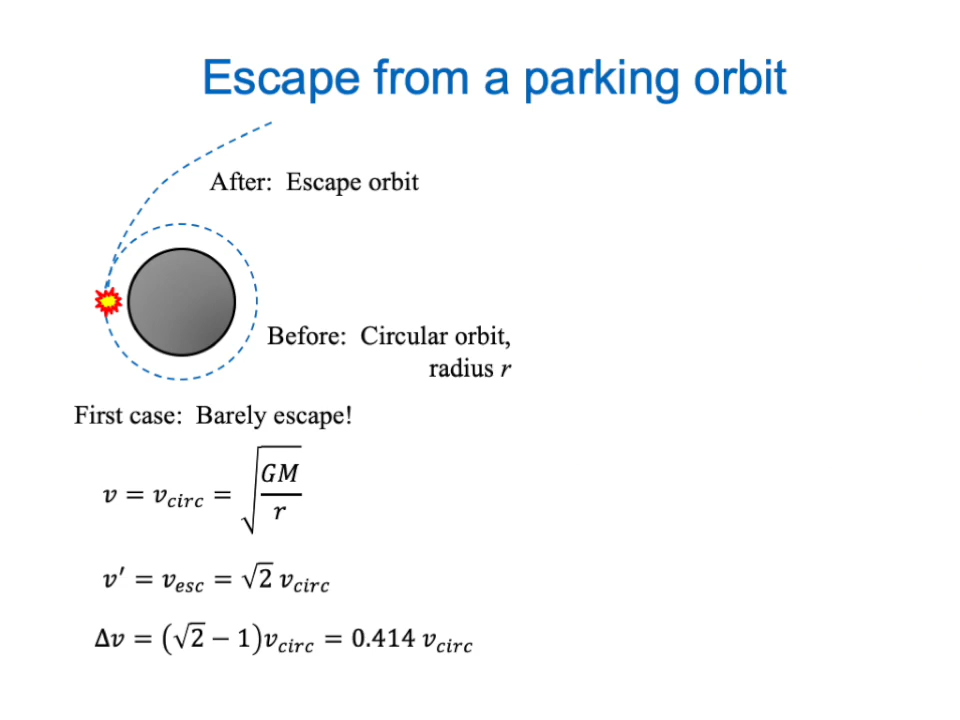 Escape from a parking orbit
After: Escape orbit
Before: Circular orbit,
radius r
First case: Barely escape!
v = v_circ = √(GM/r)
v′ = v_esc = √2 v_circ
Δv = (√2 − 1)v_circ = 0.414 v_circ